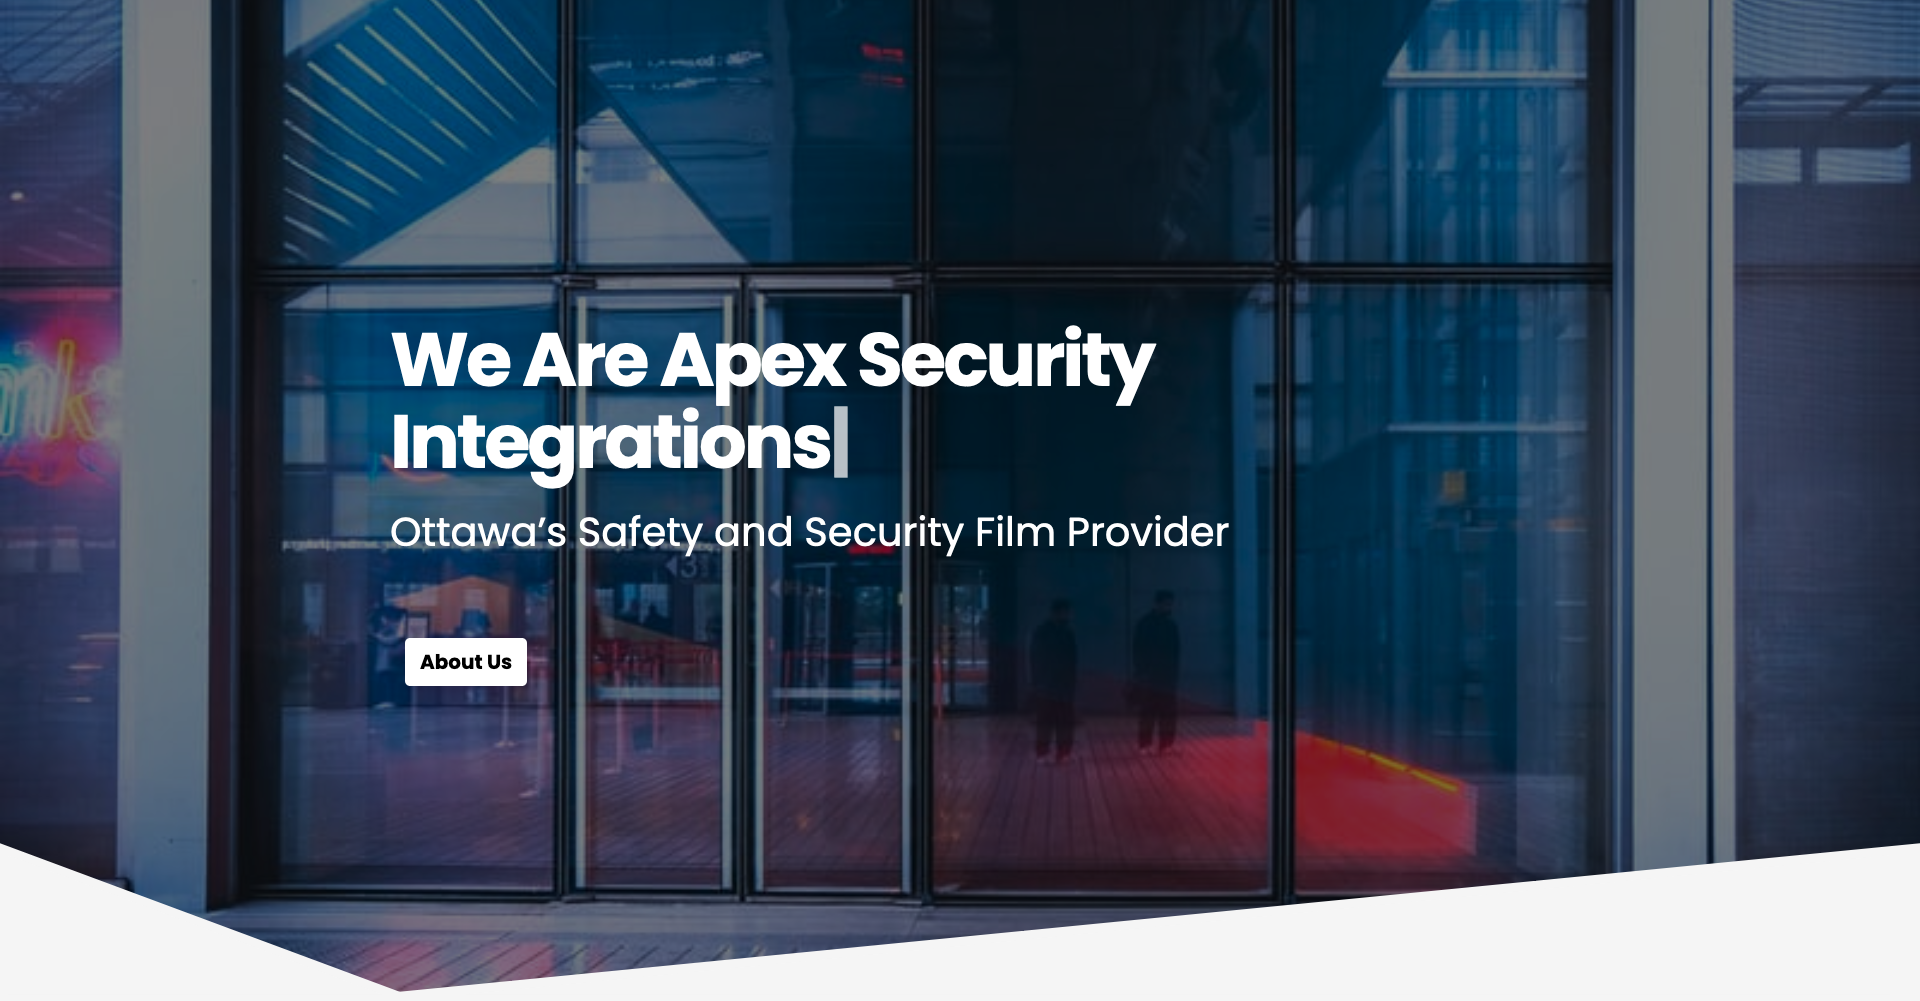 We Are Apex Security
Integrations
Ottawa’s Safety and Security Film Provider
About Us